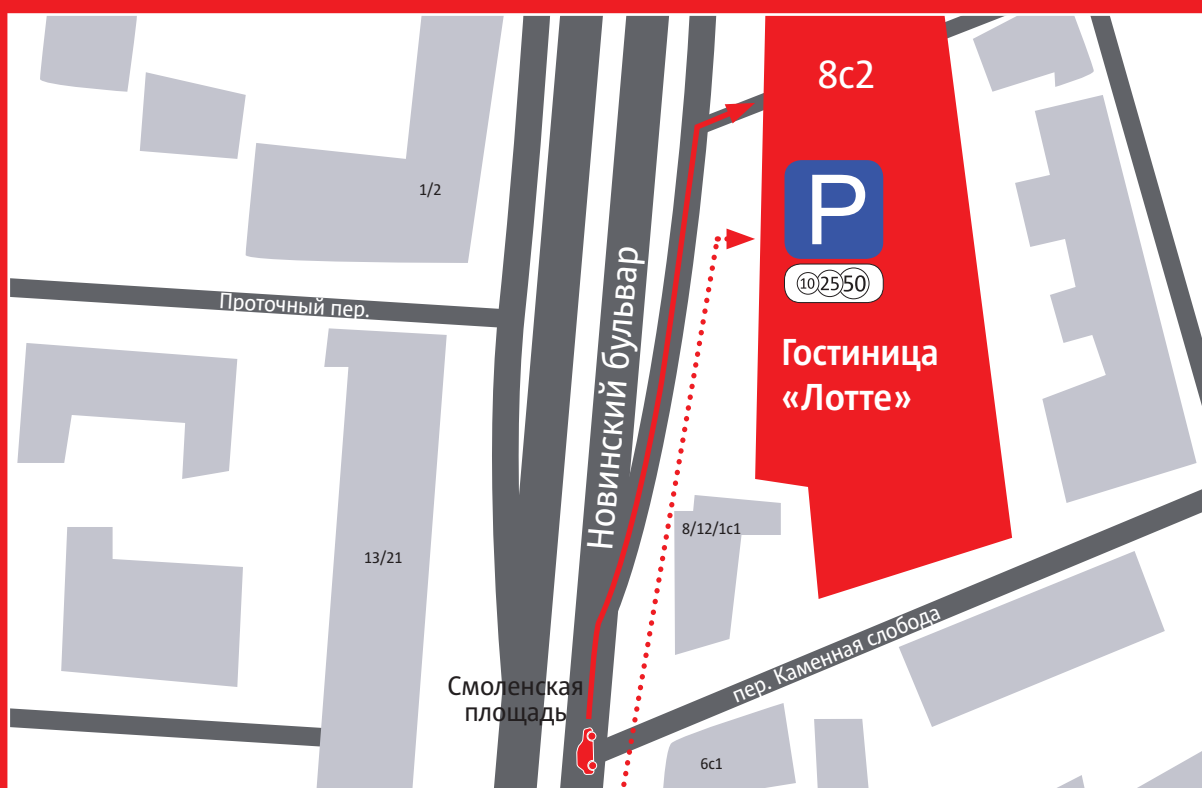 8с2
1/2
P
10 25 50
Проточный пер.
Новинский бульвар
Гостиница
«Лотте»
8/12/1с1
13/21
пер. Каменная слобода
Смоленская
площадь
6с1